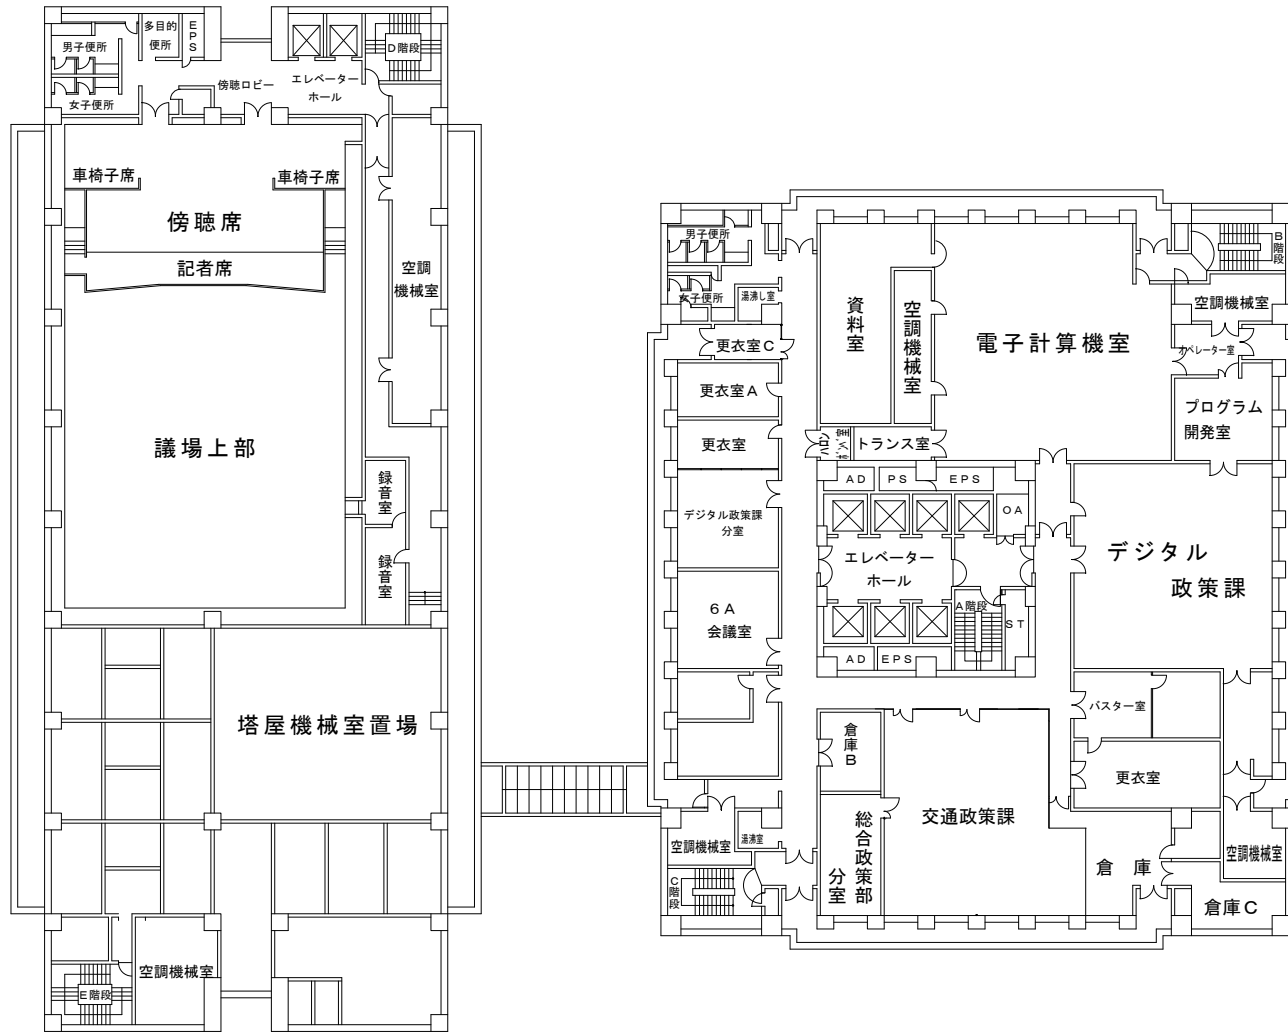 男子便所
多目的
便所
EPS
D階段
傍聴ロビー
エレベーター
ホール
女子便所
車椅子席
車椅子席
傍聴席
記者席
空調
機械室
議場上部
録音室
録音室
塔屋機械室置場
空調機械室
E階段
男子便所
女子便所
湯沸し室
更衣室C
更衣室A
更衣室
デジタル政策課
分室
6A
会議室
空調機械室
湯沸室
C階段
資料室
空調機械室
電子計算機室
B階段
空調機械室
オペレーター室
プログラム
開発室
トランス室
AD
PS
EPS
OA
エレベーター
ホール
A階段
ST
AD
EPS
デジタル
政策課
バスター室
更衣室
倉庫B
総合政策部
分室
交通政策課
倉庫
空調機械室
倉庫C